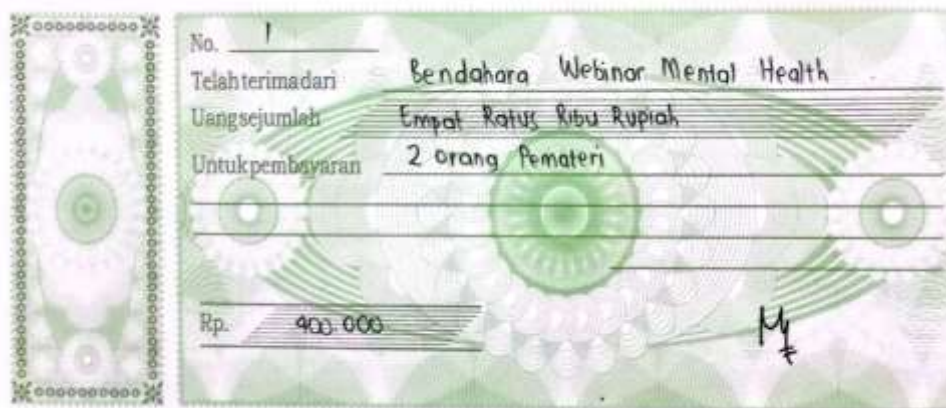 No. 1
Telah terima dari Bendahara Webinar Mental Health
Uang sejumlah Empat Ratus Ribu Rupiah
Untuk pembayaran 2 orang Pemateri
Rp. 400.000